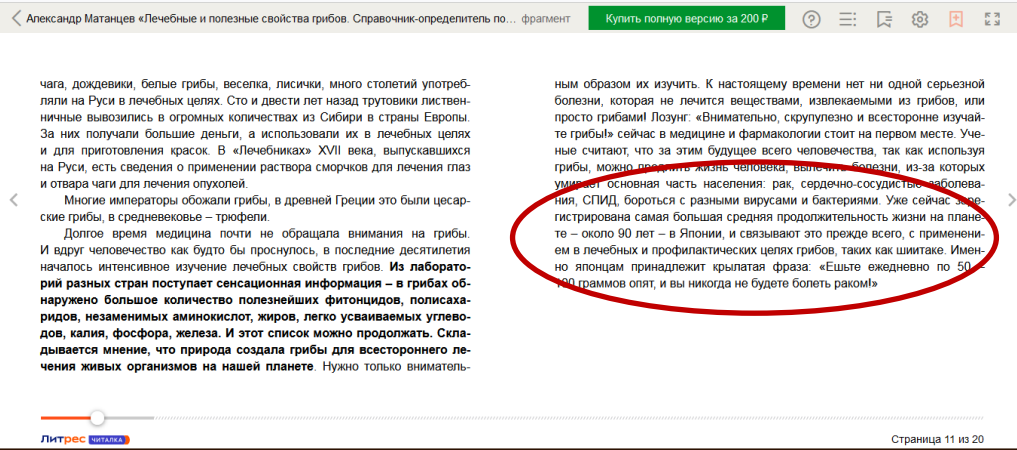 Александр Матанцев «Лечебные и полезные свойства грибов. Справочник-определитель по… фрагмент
Купить полную версию за 200 ₽
чага, дождевики, белые грибы, веселка, лисички, много столетий употреб-
ляли на Руси в лечебных целях. Сто и двести лет назад трутовики листвен-
ничные вывозились в огромных количествах из Сибири в страны Европы.
За них получали большие деньги, а использовали их в лечебных целях
и для приготовления красок. В «Лечебниках» XVII века, выпускавшихся
на Руси, есть сведения о применении раствора сморчков для лечения глаз
и отвара чаги для лечения опухолей.
Многие императоры обожали грибы, в древней Греции это были цесар-
ские грибы, в средневековье – трюфели.
Долгое время медицина почти не обращала внимания на грибы.
И вдруг человечество как будто бы проснулось, в последние десятилетия
началось интенсивное изучение лечебных свойств грибов. Из лаборато-
рий разных стран поступает сенсационная информация – в грибах об-
наружено большое количество полезнейших фитонцидов, полисаха-
ридов, незаменимых аминокислот, жиров, легко усваиваемых углево-
дов, калия, фосфора, железа. И этот список можно продолжать. Скла-
дывается мнение, что природа создала грибы для всестороннего ле-
чения живых организмов на нашей планете. Нужно только вниматель-
ным образом их изучить. К настоящему времени нет ни одной серьезной
болезни, которая не лечится веществами, извлекаемыми из грибов, или
просто грибами! Лозунг: «Внимательно, скрупулезно и всесторонне изучай-
те грибы!» сейчас в медицине и фармакологии стоит на первом месте. Уче-
ные считают, что за этим будущее всего человечества, так как используя
грибы, можно продлить жизнь человека, вылечить болезни, из-за которых
умирает основная часть населения: рак, сердечно-сосудистые заболева-
ния, СПИД, бороться с разными вирусами и бактериями. Уже сейчас заре-
гистрирована самая большая средняя продолжительность жизни на плане-
те – около 90 лет – в Японии, и связывают это прежде всего, с применени-
ем в лечебных и профилактических целях грибов, таких как шиитаке. Имен-
но японцам принадлежит крылатая фраза: «Ешьте ежедневно по 50 –
100 граммов опят, и вы никогда не будете болеть раком!»
Литрес ЧИТАЛКА
Страница 11 из 20